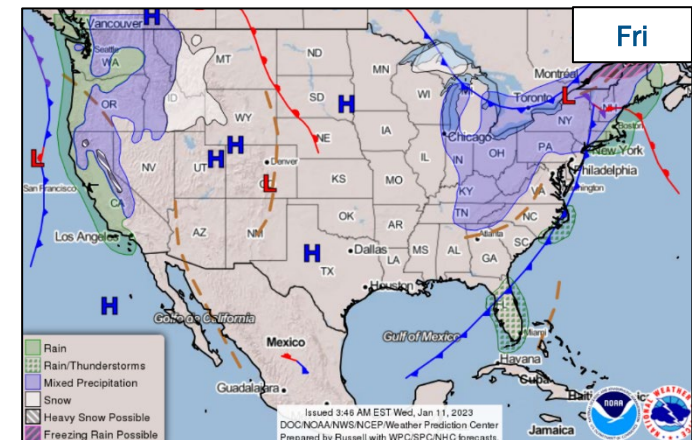 Fri
Vancouver
H
Seattle
WA
MT
ND
MN
Montréal
OR
ID
SD
WI
Toronto
L
WY
H
NE
IA
Chicago
NY
Boston
New York
L
San Francisco
NV
UT
H
H
Denver
IL
IN
OH
PA
Philadelphia
CA
L
KS
MO
KY
VA
TN
NC
Los Angeles
AZ
NM
OK
AR
Atlanta
SC
H
TX
Dallas
LA
MS
AL
GA
Houston
H
Golfo de California
Gulf of Mexico
Miami
Mexico
Havana
Cuba
Guadalajara
Jamaica
Rain
Rain/Thunderstorms
Mixed Precipitation
Snow
Heavy Snow Possible
Freezing Rain Possible
Issued 3:46 AM EST Wed, Jan 11, 2023
DOC/NOAA/NWS/NCEP/Weather Prediction Center
Prepared by Russell with WPC/SPC/NHC forecasts
NOAA